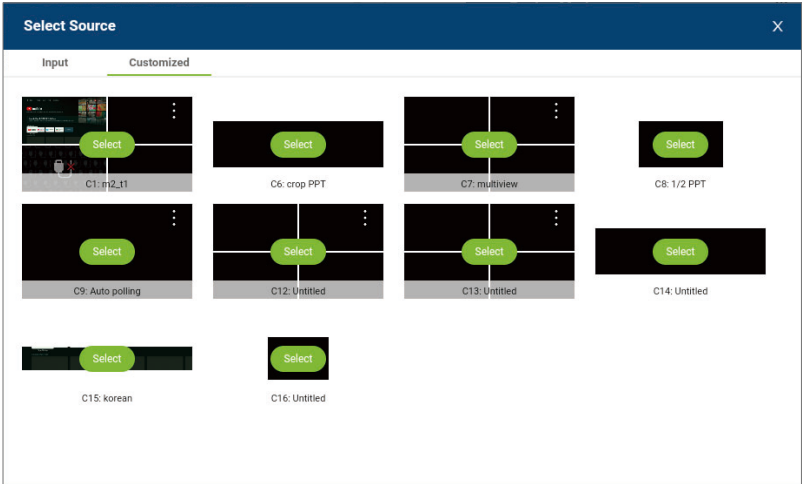 Select Source
X
Input
Customized
Select
C1: m2_t1
Select
C6: crop PPT
Select
C7: multiview
Select
C8: 1/2 PPT
Select
C9: Auto polling
Select
C12: Untitled
Select
C13: Untitled
Select
C14: Untitled
Select
C15: korean
Select
C16: Untitled